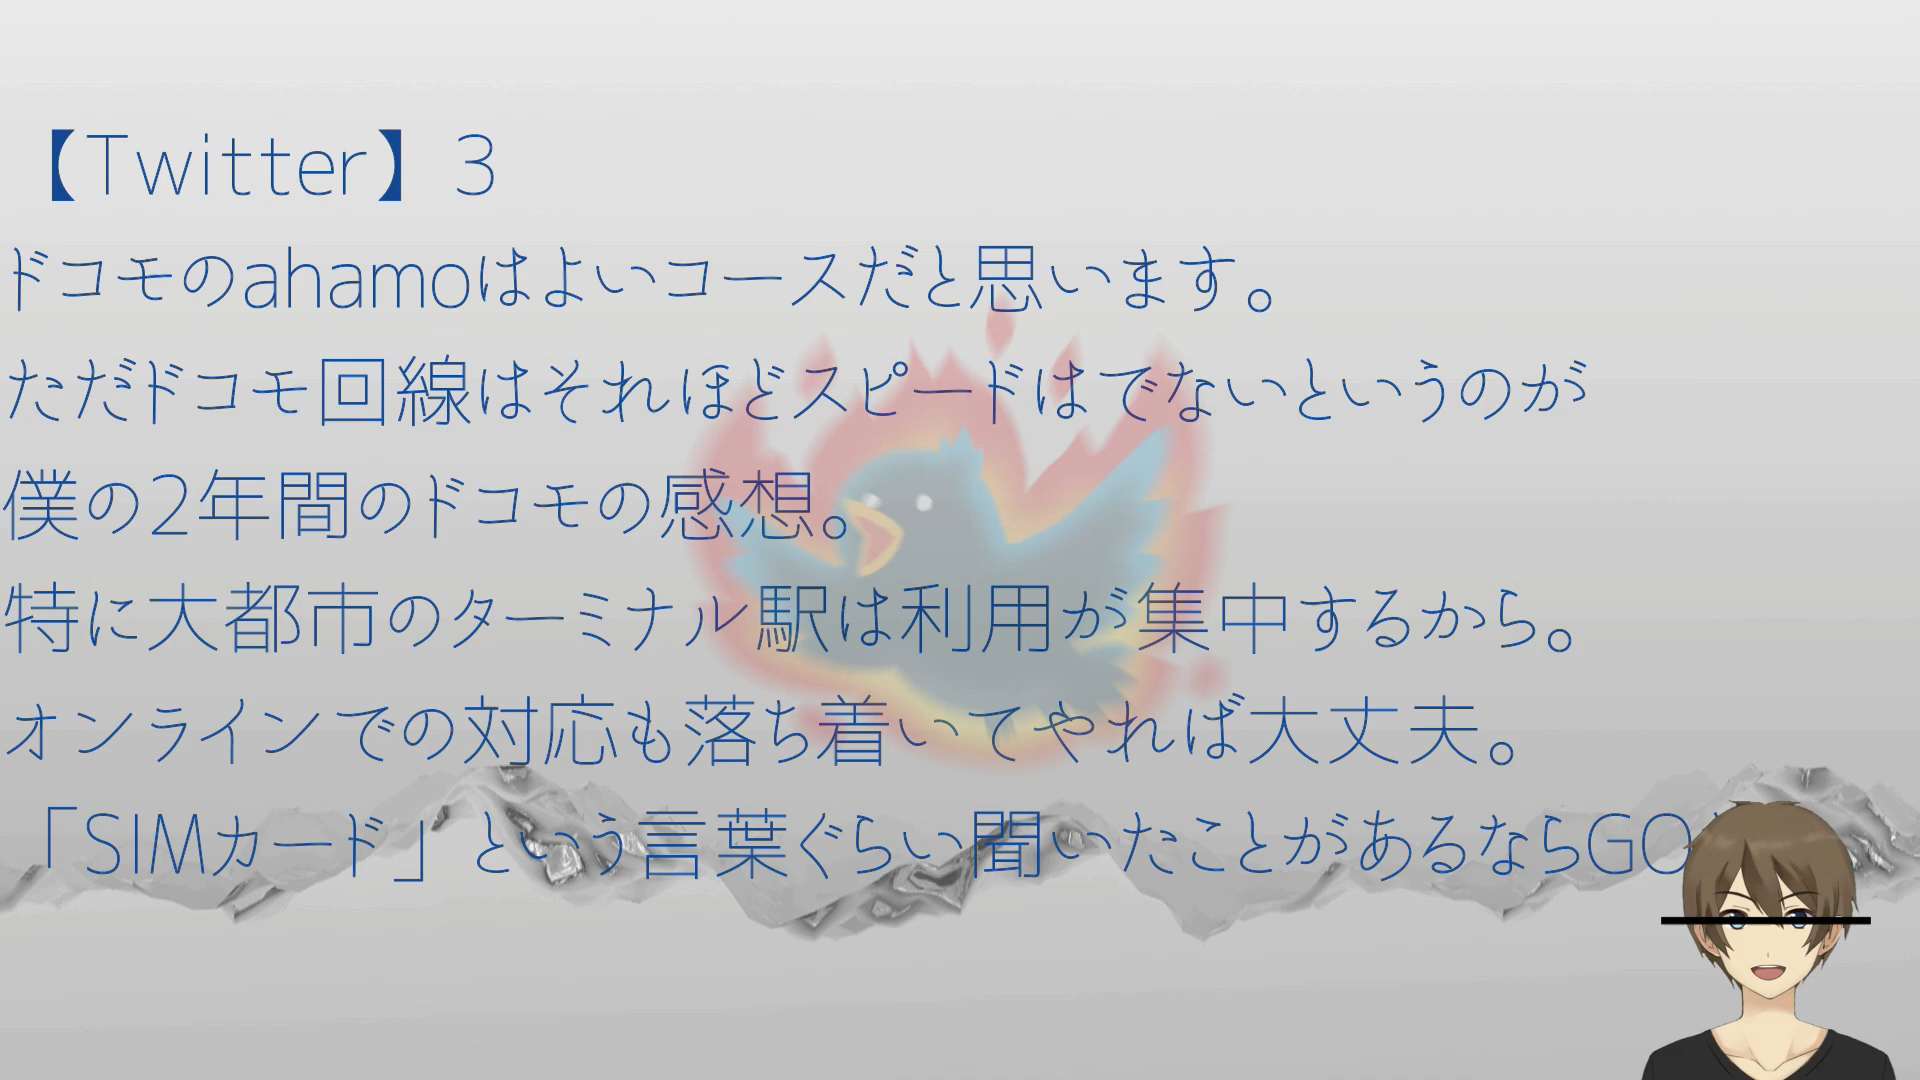 【Twitter】3
ドコモのahamoはよいコースだと思います。
ただドコモ回線はそれほどスピードはでないというのが
僕の2年間のドコモの感想。
特に大都市のターミナル駅は利用が集中するから。
オンラインでの対応も落ち着いてやれば大丈夫。
「SIMカード」という言葉ぐらい聞いたことがあるならGO